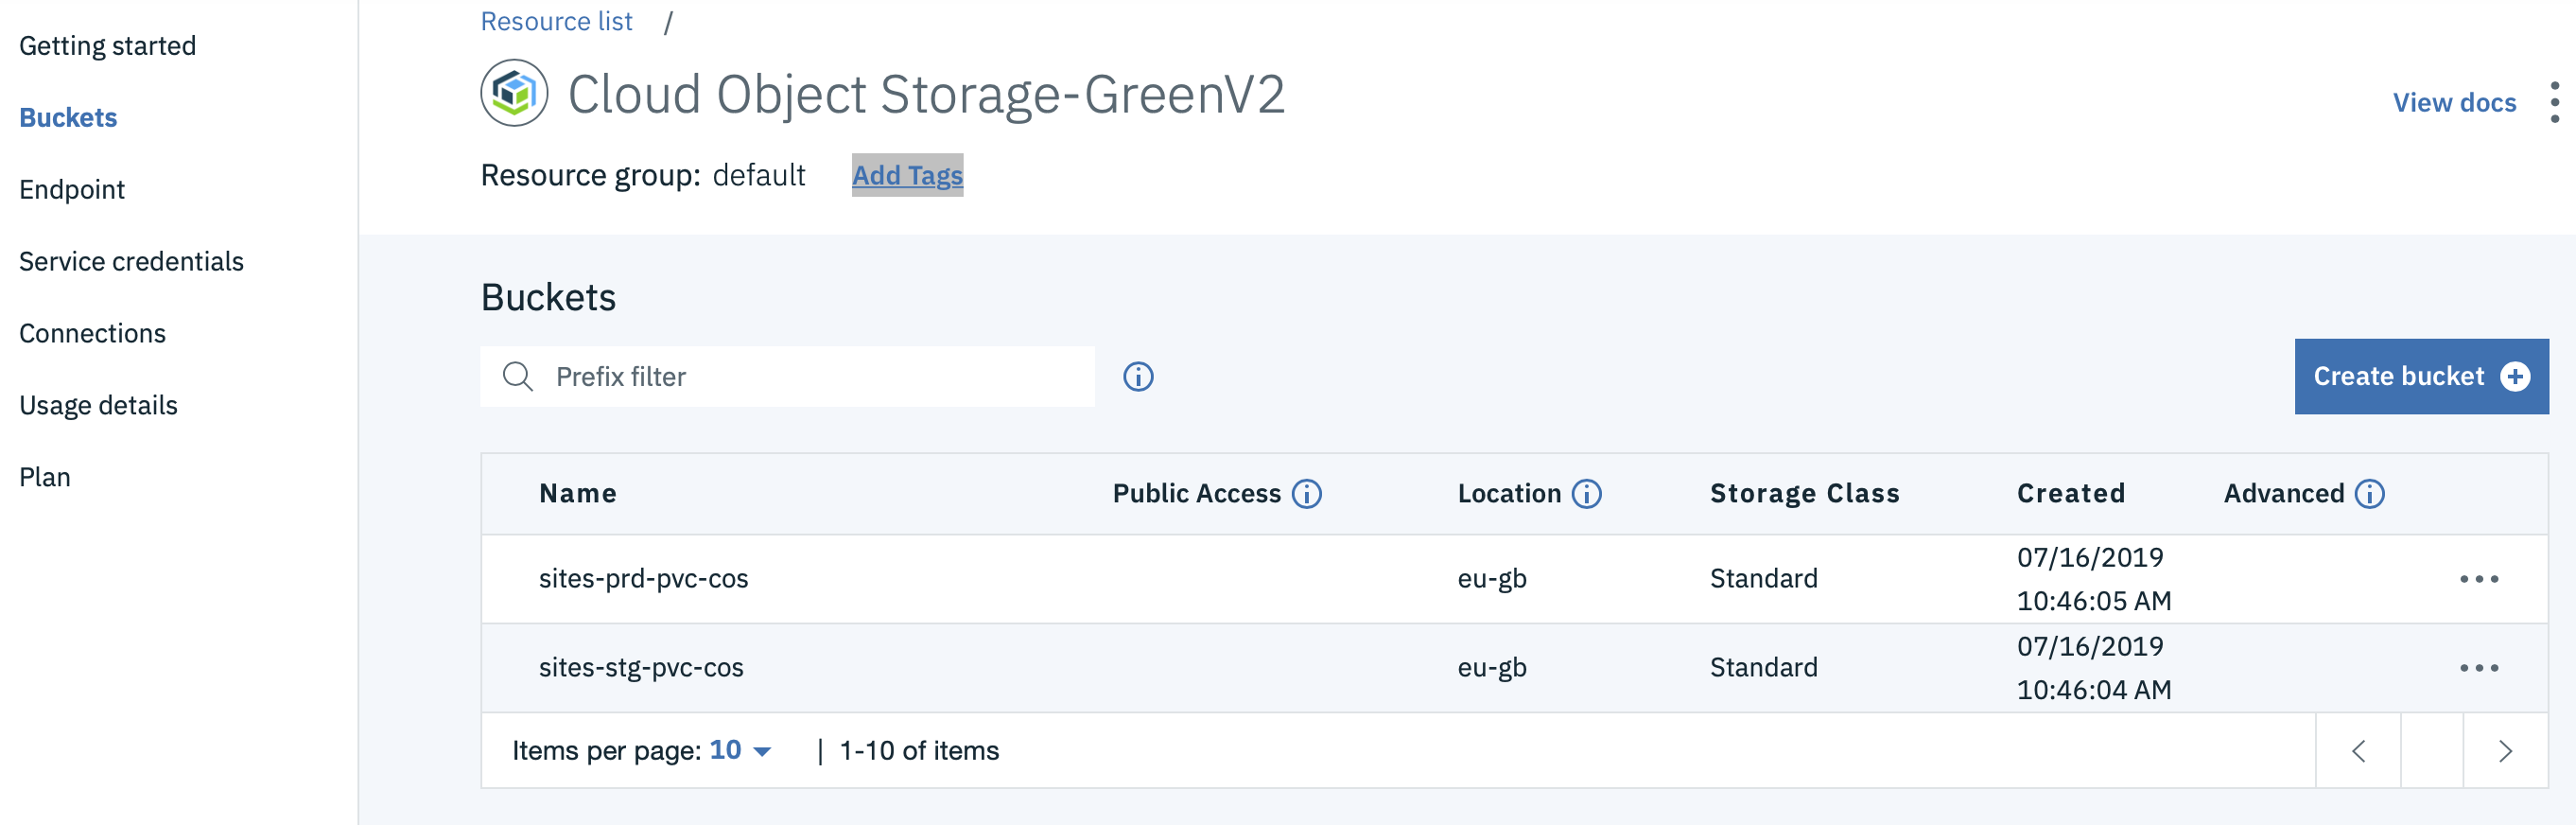 Getting started
Buckets
Endpoint
Service credentials
Connections
Usage details
Plan
Resource list /
Cloud Object Storage-GreenV2
View docs
Resource group: default Add Tags
Buckets
Prefix filter
Create bucket
Name Public Access Location Storage Class Created Advanced
sites-prd-pvc-cos eu-gb Standard 07/16/2019
10:46:05 AM
sites-stg-pvc-cos eu-gb Standard 07/16/2019
10:46:04 AM
Items per page: 10 | 1-10 of items